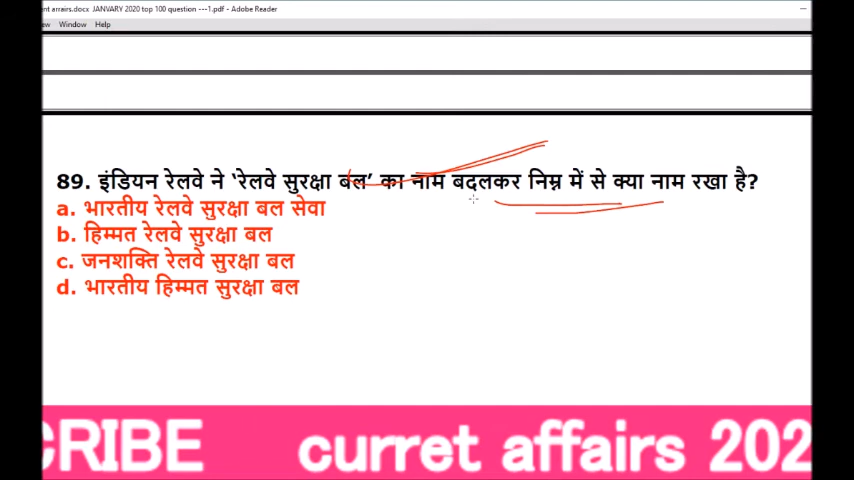 ent arrairs.docx JANVARY 2020 top 100 question ---1.pdf - Adobe Reader
ew Window Help
89. इंडियन रेलवे ने ‘रेलवे सुरक्षा बल’ का नाम बदलकर निम्न में से क्या नाम रखा है?
a. भारतीय रेलवे सुरक्षा बल सेवा
b. हिम्मत रेलवे सुरक्षा बल
c. जनशक्ति रेलवे सुरक्षा बल
d. भारतीय हिम्मत सुरक्षा बल
CRIBE curret affairs 202